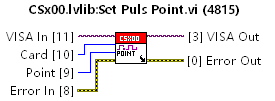 CSx00.lvlib:Set Puls Point.vi (4815)
VISA In [11]
[3] VISA Out
CSX00
Card [10]
POINT
[0] Error Out
Point [9]
Error In [8]